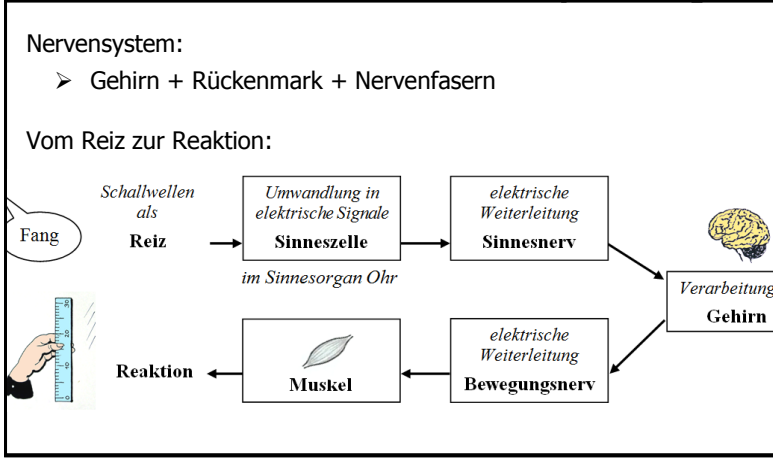 Nervensystem:
➢ Gehirn + Rückenmark + Nervenfasern
Vom Reiz zur Reaktion:
Fang
Schallwellen
als
Reiz
Umwandlung in
elektrische Signale
Sinneszelle
im Sinnesorgan Ohr
elektrische
Weiterleitung
Sinnesnerv
Verarbeitung
Gehirn
elektrische
Weiterleitung
Bewegungsnerv
Muskel
Reaktion